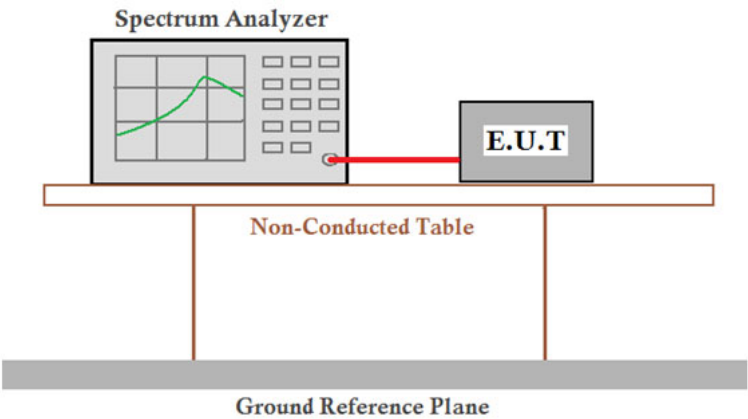 Spectrum Analyzer
E.U.T
Non-Conducted Table
Ground Reference Plane